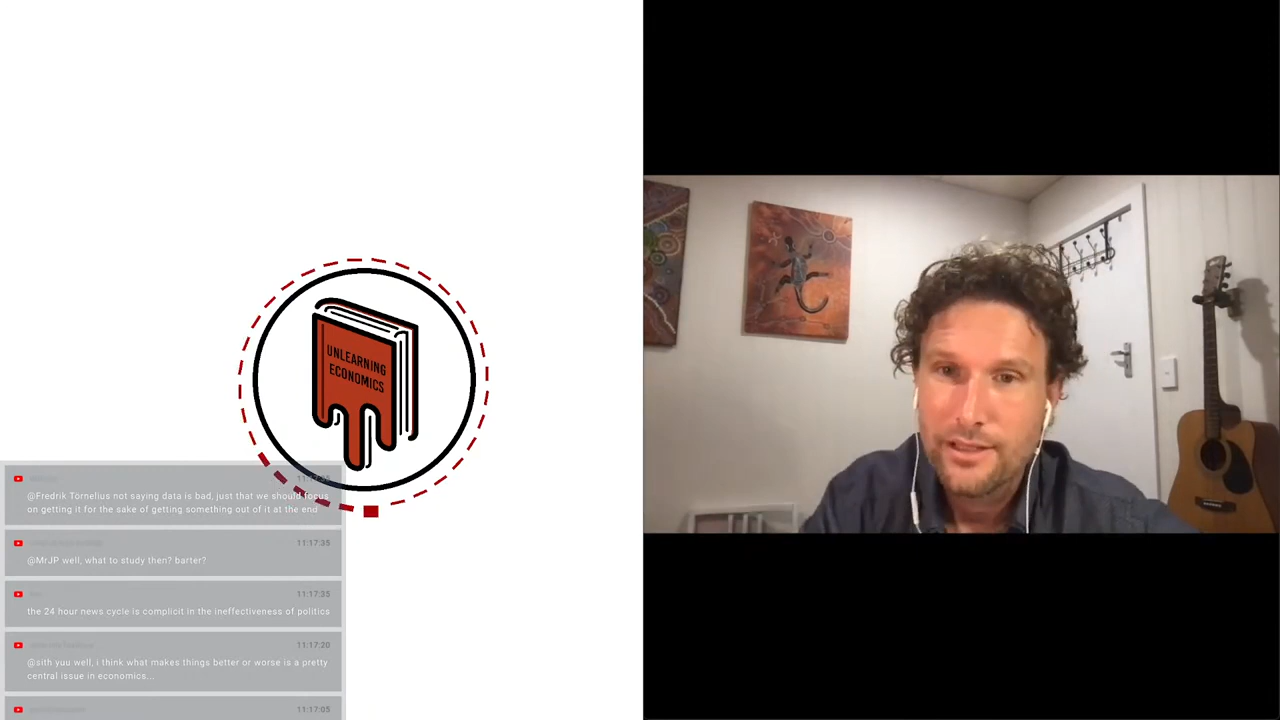 UNLEARNING
ECONOMICS
@Fredrik Tornelius not saying data is bad, just that we should focus
on getting it for the sake of getting something out of it at the end
11:17:35
@MrJP well, what to study then? barter?
11:17:35
the 24 hour news cycle is complicit in the ineffectiveness of politics
11:17:20
@sith yuu well, i think what makes things better or worse is a pretty
central issue in economics...
11:17:05